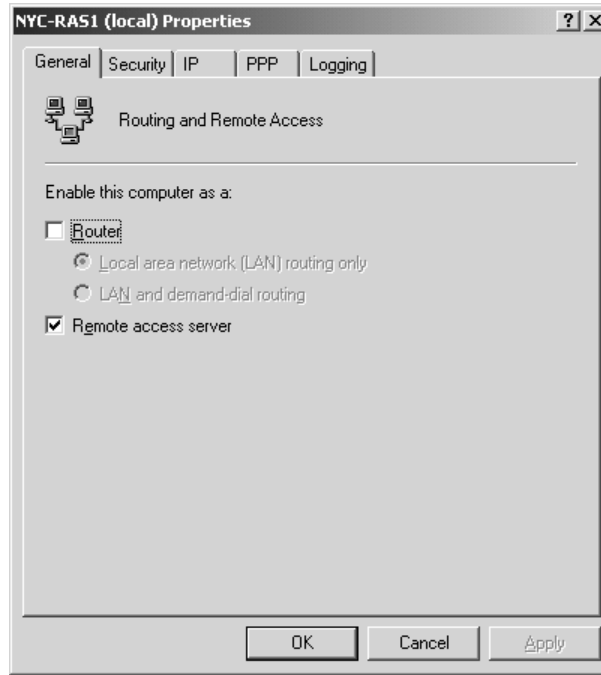 NYC-RAS1 (local) Properties
General Security IP PPP Logging
Routing and Remote Access
Enable this computer as a:
Router
Local area network (LAN) routing only
LAN and demand-dial routing
Remote access server
OK Cancel Apply